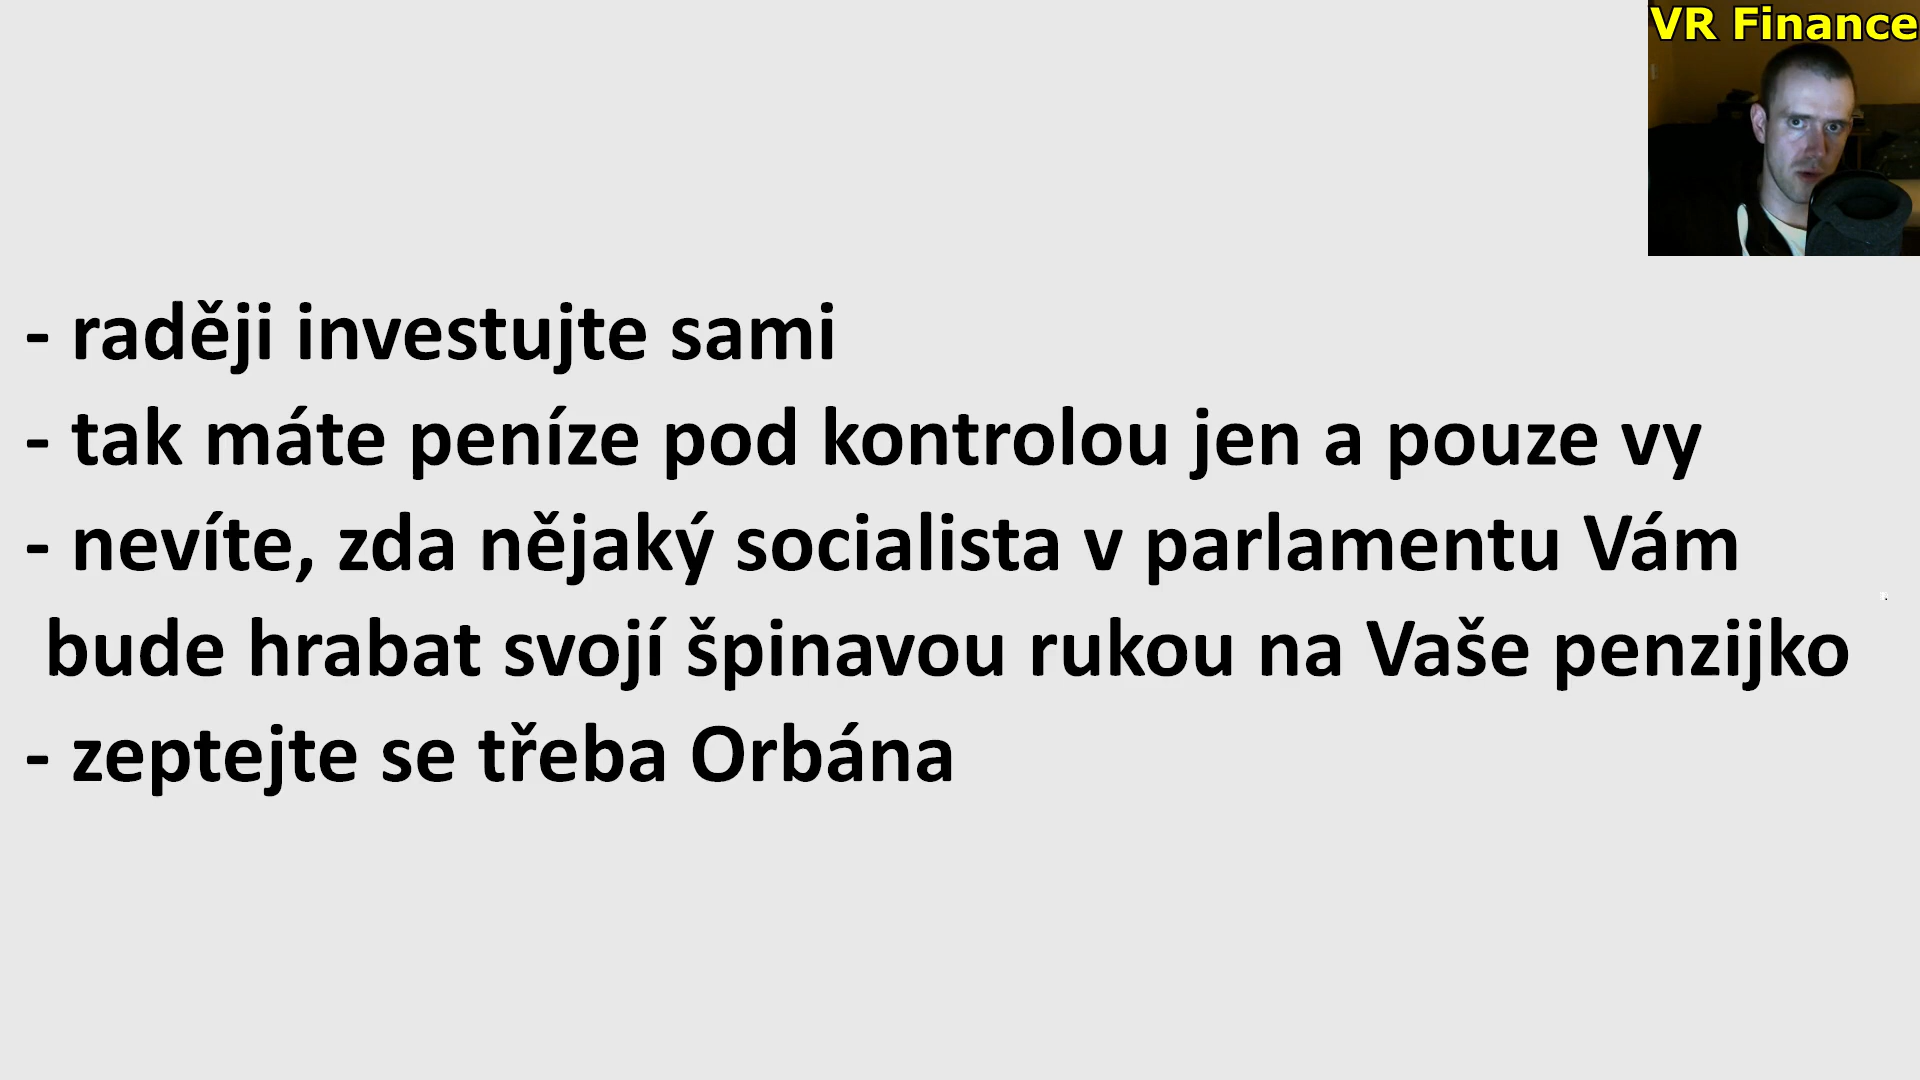 VR Finance
- raději investujte sami
- tak máte peníze pod kontrolou jen a pouze vy
- nevíte, zda nějaký socialista v parlamentu Vám
bude hrabat svojí špinavou rukou na Vaše penzijko
- zeptejte se třeba Orbána